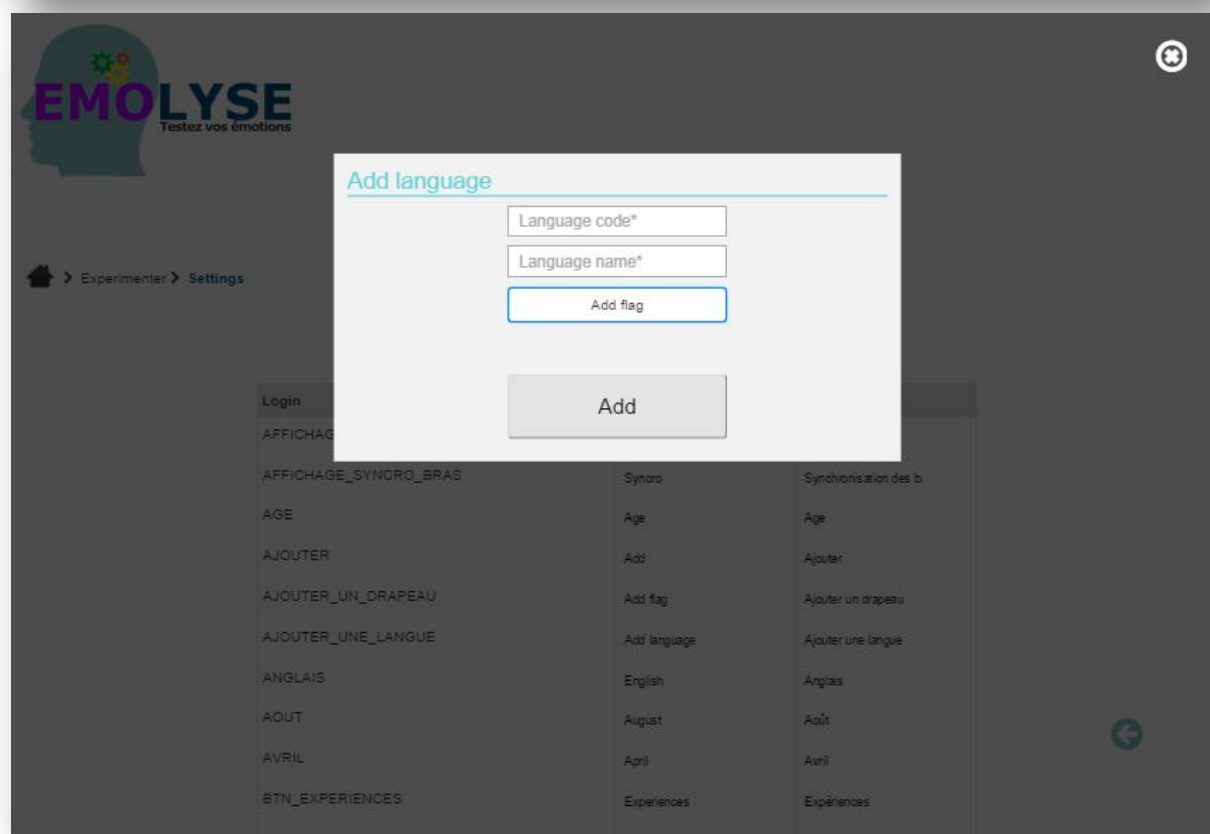 EMOLYSE
Testez vos émotions
Add language
Language code*
Language name*
Add flag
Add
> Experimenter > Settings
Login
AFFICHAG
AFFICHAGE_SYNCRO_BRAS Syncro Synchronisation des b
AGE Age Age
AJOUTER Add Ajouter
AJOUTER_UN_DRAPEAU Add flag Ajouter un drapeau
AJOUTER_UNE_LANGUE Add language Ajouter une langue
ANGLAIS English Anglais
AOUT August Août
AVRIL April Avril
BTN_EXPERIENCES Experiences Expériences